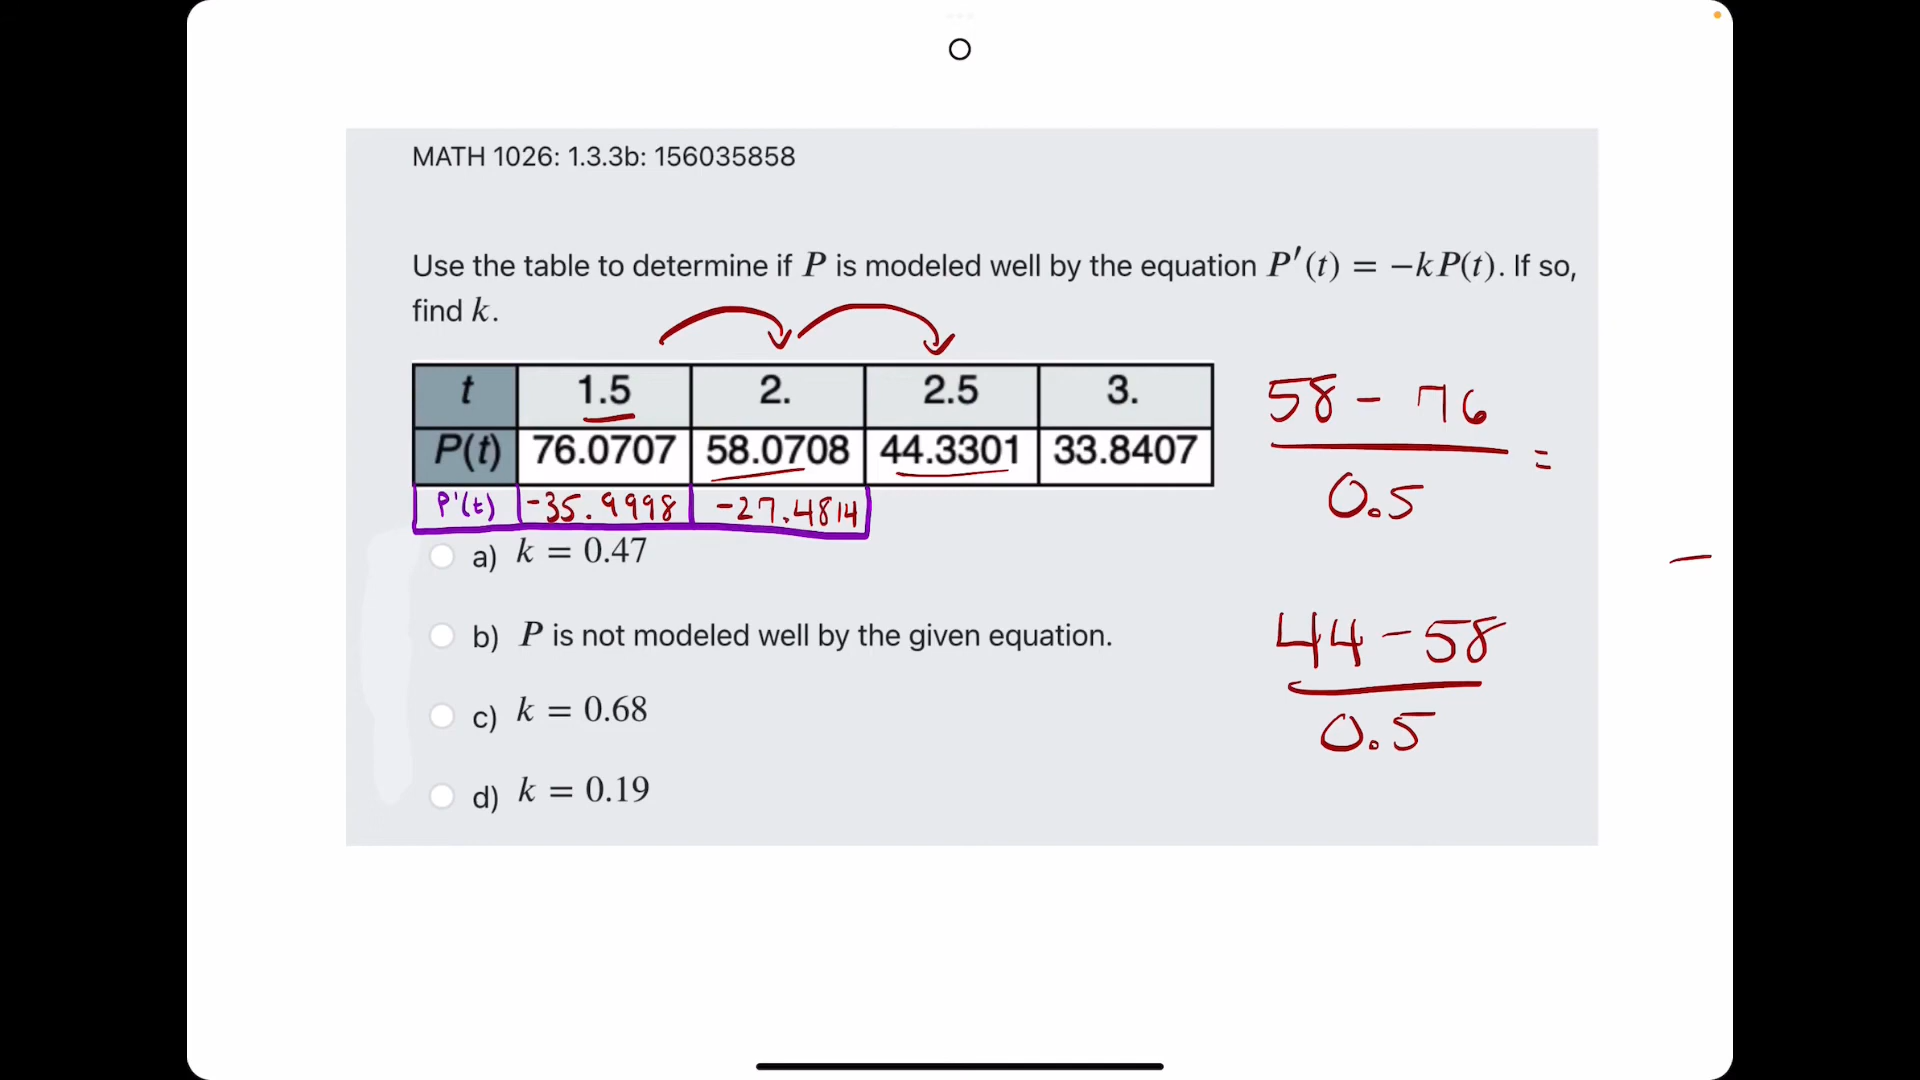 MATH 1026: 1.3.3b: 156035858
Use the table to determine if P is modeled well by the equation P′(t) = −kP(t). If so,
find k.
t 1.5 2. 2.5 3.
P(t) 76.0707 58.0708 44.3301 33.8407
P'(t) -35.9998 -27.4814
58 - 76
0.5
=
-
44 - 58
0.5
a) k = 0.47
b) P is not modeled well by the given equation.
c) k = 0.68
d) k = 0.19